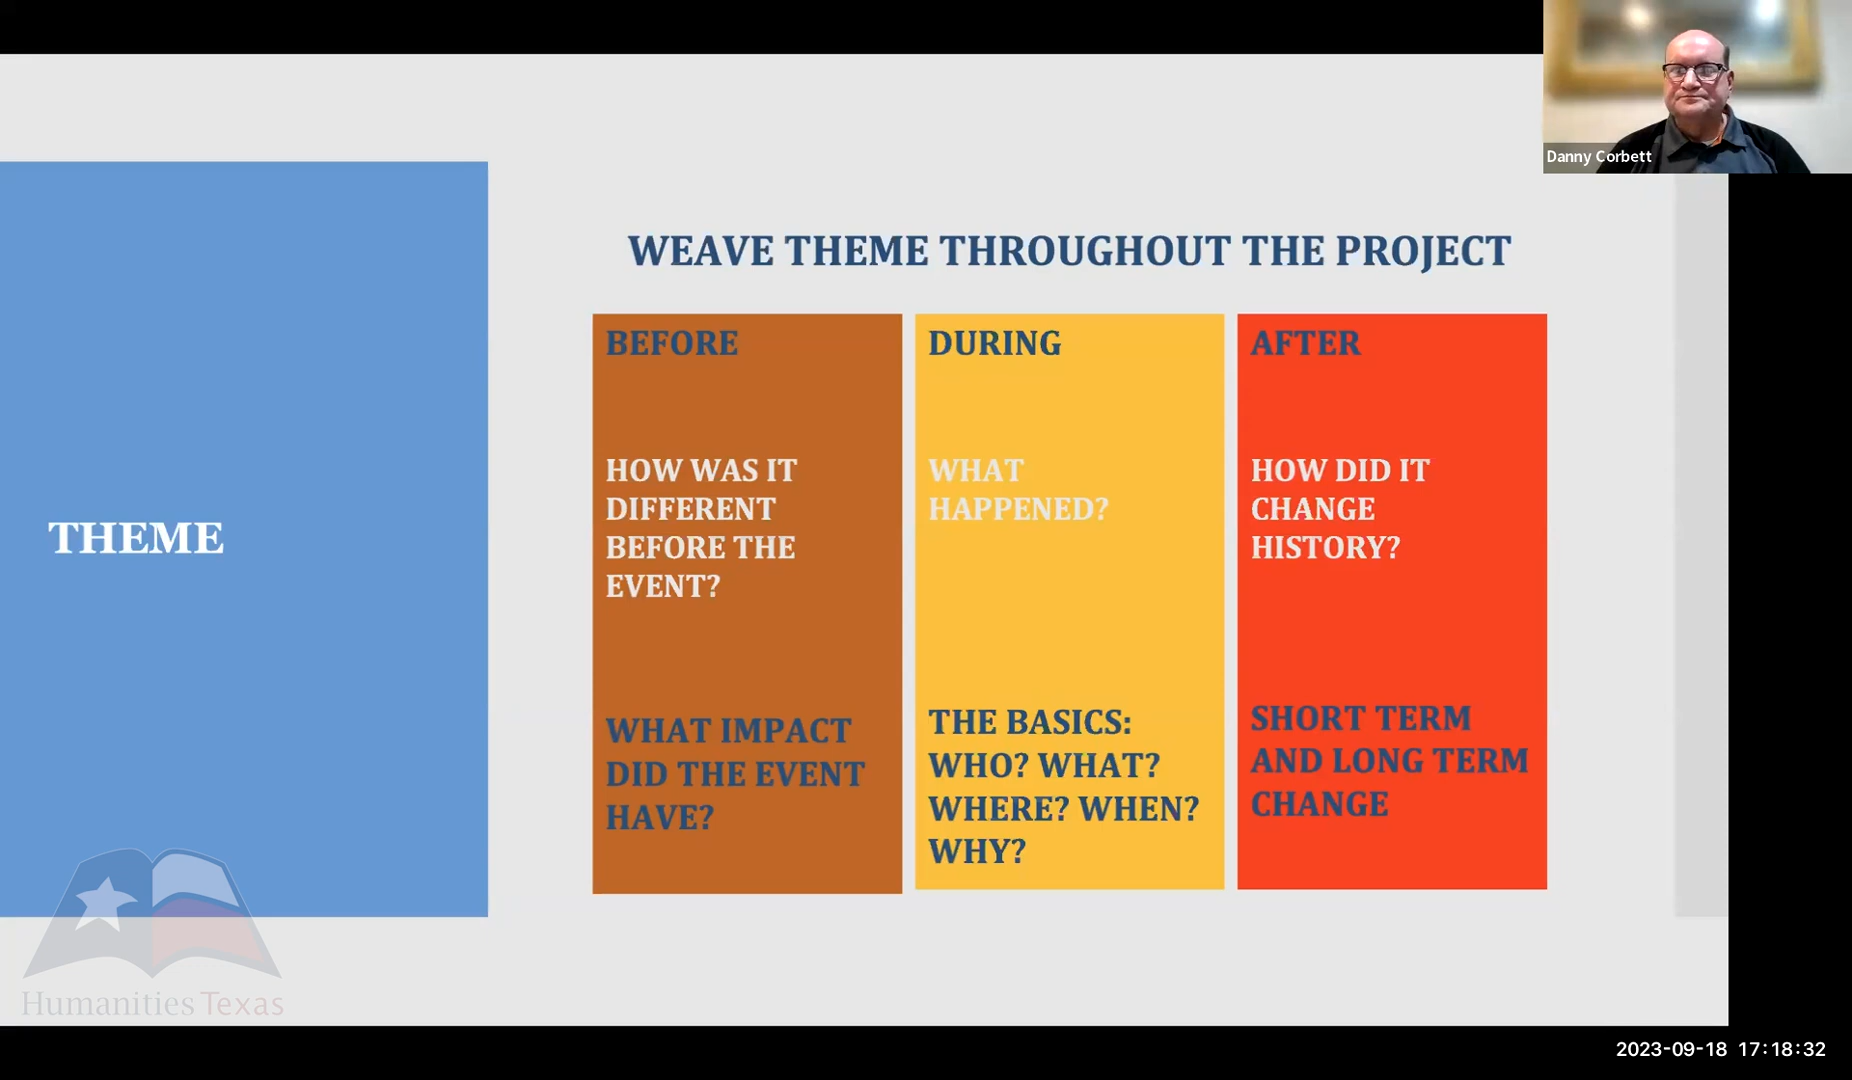 Danny Corbett
WEAVE THEME THROUGHOUT THE PROJECT
THEME
BEFORE
HOW WAS IT
DIFFERENT
BEFORE THE
EVENT?
WHAT IMPACT
DID THE EVENT
HAVE?
DURING
WHAT
HAPPENED?
THE BASICS:
WHO? WHAT?
WHERE? WHEN?
WHY?
AFTER
HOW DID IT
CHANGE
HISTORY?
SHORT TERM
AND LONG TERM
CHANGE
Humanities Texas
2023-09-18 17:18:32